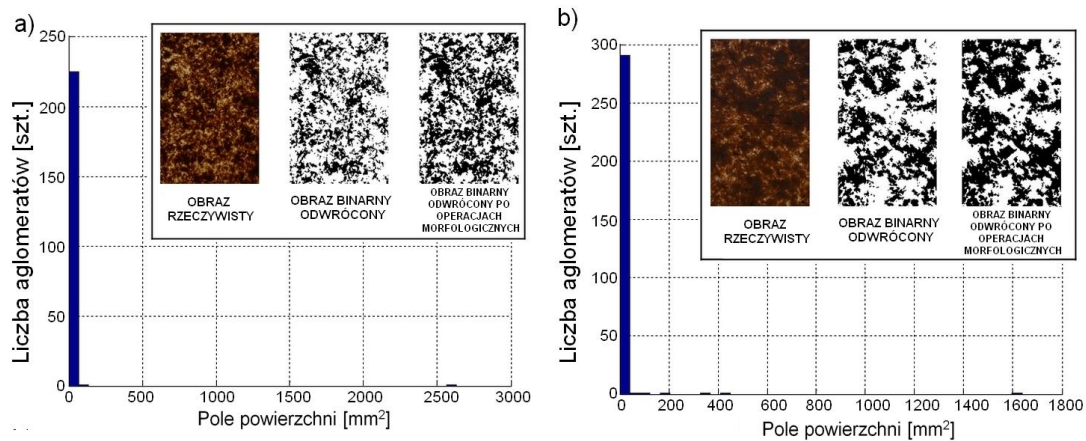 a)
250
200
150
100
50
0
Liczba aglomeratów [szt.]
OBRAZ
RZECZYWISTY
OBRAZ BINARNY
ODWRÓCONY
OBRAZ BINARNY
ODWRÓCONY PO
OPERACJACH
MORFOLOGICZNYCH
0 500 1000 1500 2000 2500 3000
Pole powierzchni [mm²]
b)
300
250
300
150
100
50
0
Liczba aglomeratów [szt.]
OBRAZ
RZECZYWISTY
OBRAZ BINARNY
ODWRÓCONY
OBRAZ BINARNY
ODWRÓCONY PO
OPERACJACH
MORFOLOGICZNYCH
0 200 400 600 800 1000 1200 1400 1600 1800
Pole powierzchni [mm²]